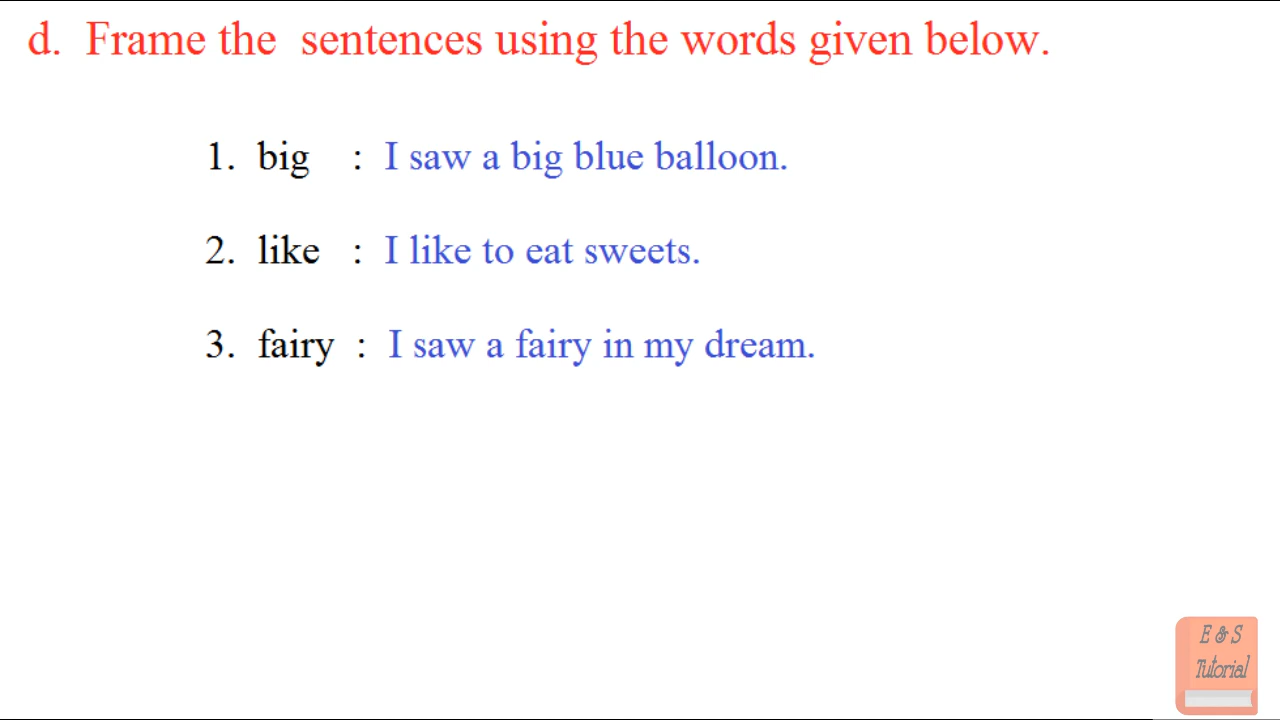 d. Frame the sentences using the words given below.
1. big : I saw a big blue balloon.
2. like : I like to eat sweets.
3. fairy : I saw a fairy in my dream.
E & S
Tutorial